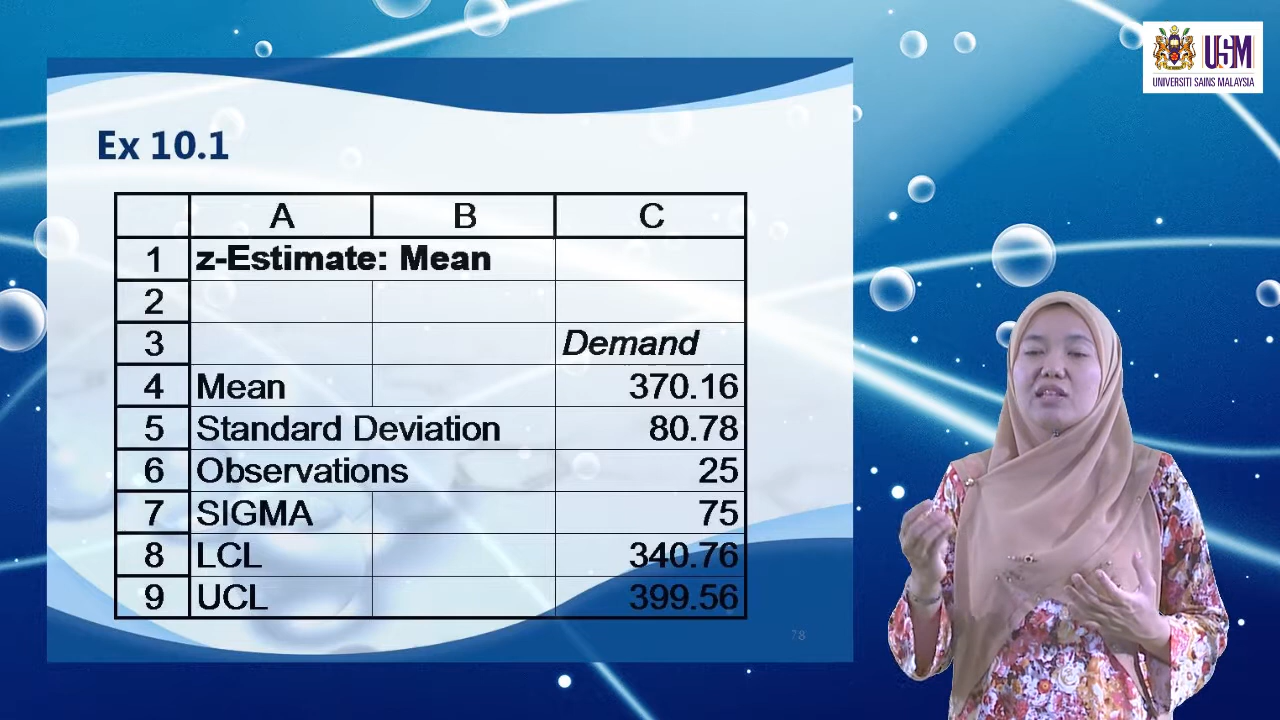 USM
UNIVERSITI SAINS MALAYSIA
Ex 10.1
A B C
1 z-Estimate: Mean
2
3 Demand
4 Mean 370.16
5 Standard Deviation 80.78
6 Observations 25
7 SIGMA 75
8 LCL 340.76
9 UCL 399.56
78